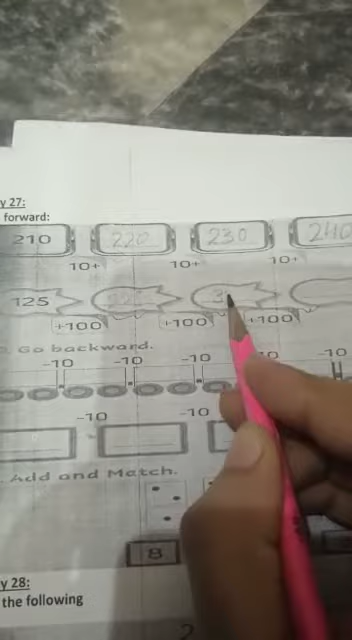 y 27:
forward:
210 220 230 240
10+ 10+ 10+
125
+100 +100 +100
Go backward.
-10 -10 -10 -10
-10 -10
Add and Match.
8
y 28:
the following
2